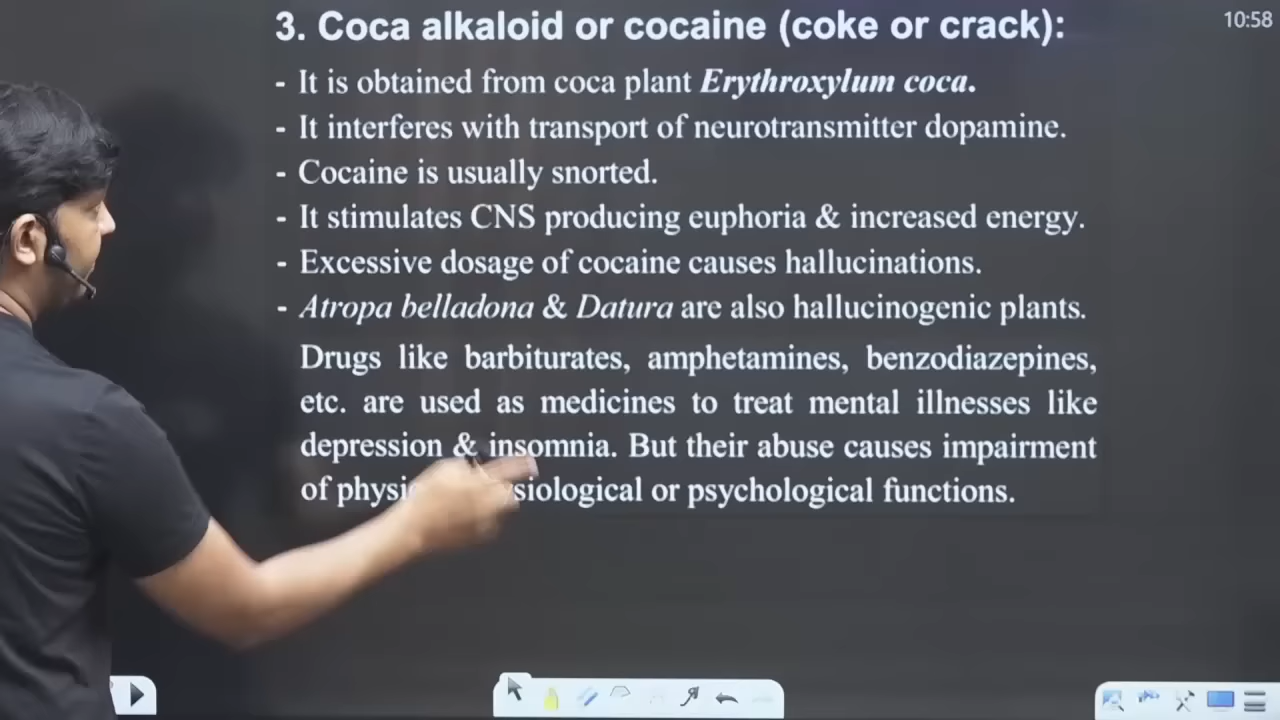 3. Coca alkaloid or cocaine (coke or crack):
10:58
- It is obtained from coca plant Erythroxylum coca.
- It interferes with transport of neurotransmitter dopamine.
- Cocaine is usually snorted.
- It stimulates CNS producing euphoria & increased energy.
- Excessive dosage of cocaine causes hallucinations.
- Atropa belladona & Datura are also hallucinogenic plants.
Drugs like barbiturates, amphetamines, benzodiazepines,
etc. are used as medicines to treat mental illnesses like
depression & insomnia. But their abuse causes impairment
of or psychological functions.